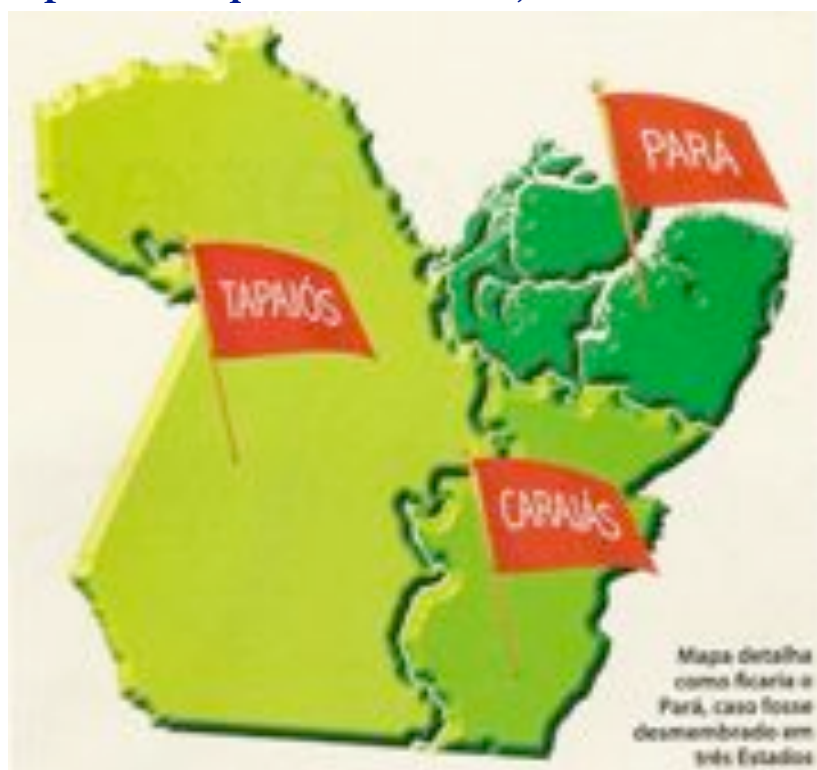 PARÁ
TAPAJÓS
CARAJÁS
Mapa detalha
como ficaria o
Pará, caso fosse
desmembrado em
três Estados